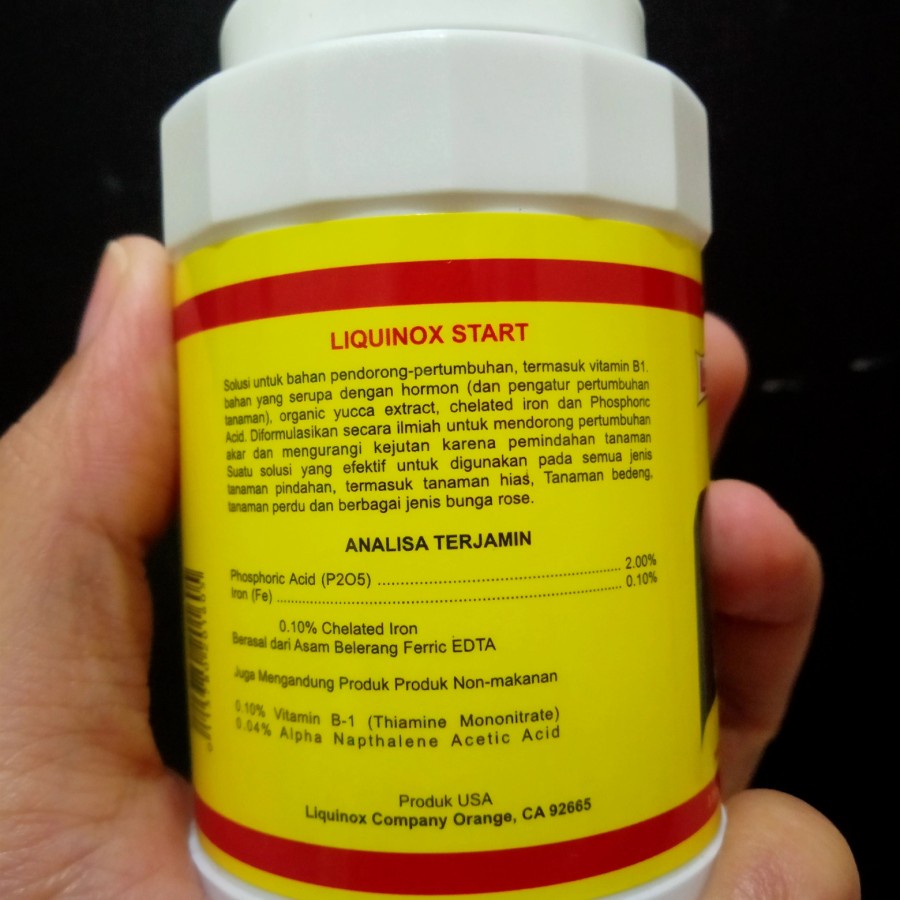 LIQUINOX START
Solusi untuk bahan pendorong-pertumbuhan, termasuk vitamin B1.
bahan yang serupa dengan hormon (dan pengatur pertumbuhan
tanaman), organic yucca extract, chelated iron dan Phosphoric
Acid. Diformulasikan secara ilmiah untuk mendorong pertumbuhan
akar dan mengurangi kejutan karena pemindahan tanaman
Suatu solusi yang efektif untuk digunakan pada semua jenis
tanaman pindahan, termasuk tanaman hias, Tanaman bedeng,
tanaman perdu dan berbagai jenis bunga rose.
ANALISA TERJAMIN
Phosphoric Acid (P2O5) ........................................ 2.00%
Iron (Fe) ........................................ 0.10%
0.10% Chelated Iron
Berasal dari Asam Belerang Ferric EDTA
Juga Mengandung Produk Produk Non-makanan
0.10% Vitamin B-1 (Thiamine Mononitrate)
0.04% Alpha Napthalene Acetic Acid
Produk USA
Liquinox Company Orange, CA 92665